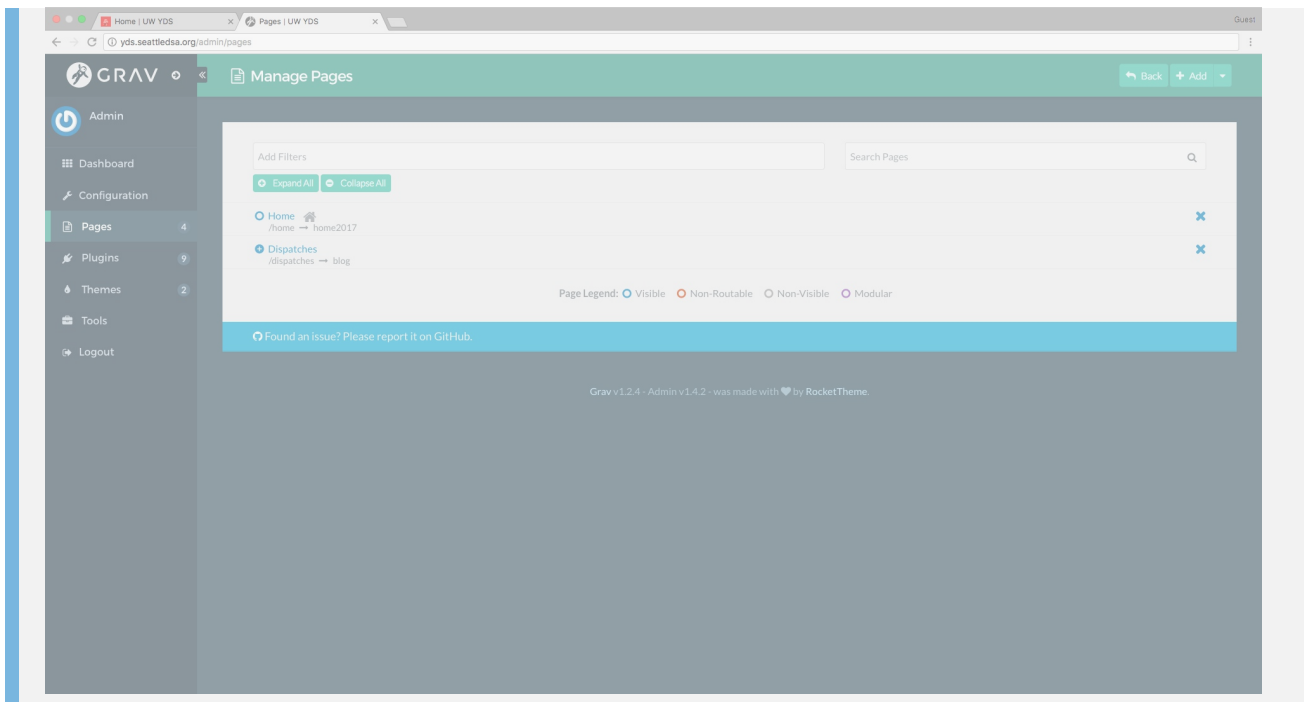 Home | UW YDS × Pages | UW YDS × Guest
yds.seattledsa.org/admin/pages
GRAV Manage Pages Back Add
Admin
Dashboard
Configuration
Pages 4
Plugins 9
Themes 2
Tools
Logout
Add Filters Search Pages
Expand All Collapse All
Home
/home → home2017
Dispatches
/dispatches → blog
Page Legend: Visible Non-Routable Non-Visible Modular
Found an issue? Please report it on GitHub.
Grav v1.2.4 - Admin v1.4.2 - was made with ♥ by RocketTheme.